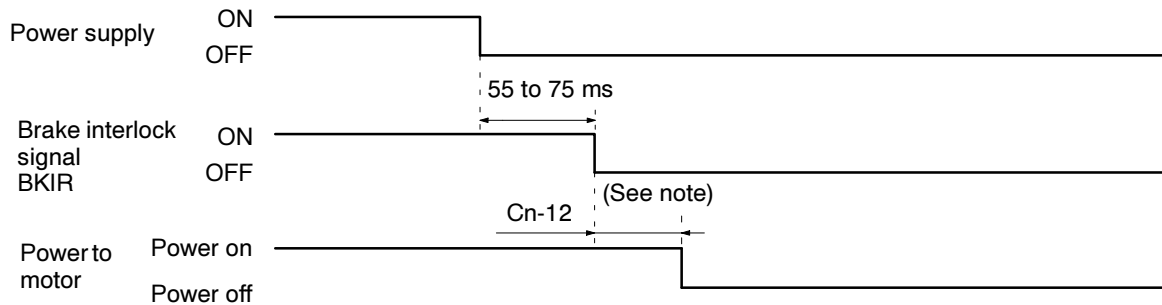 Power supply
ON
OFF
55 to 75 ms
Brake interlock
signal
BKIR
ON
OFF
(See note)
Cn-12
Power to
motor
Power on
Power off